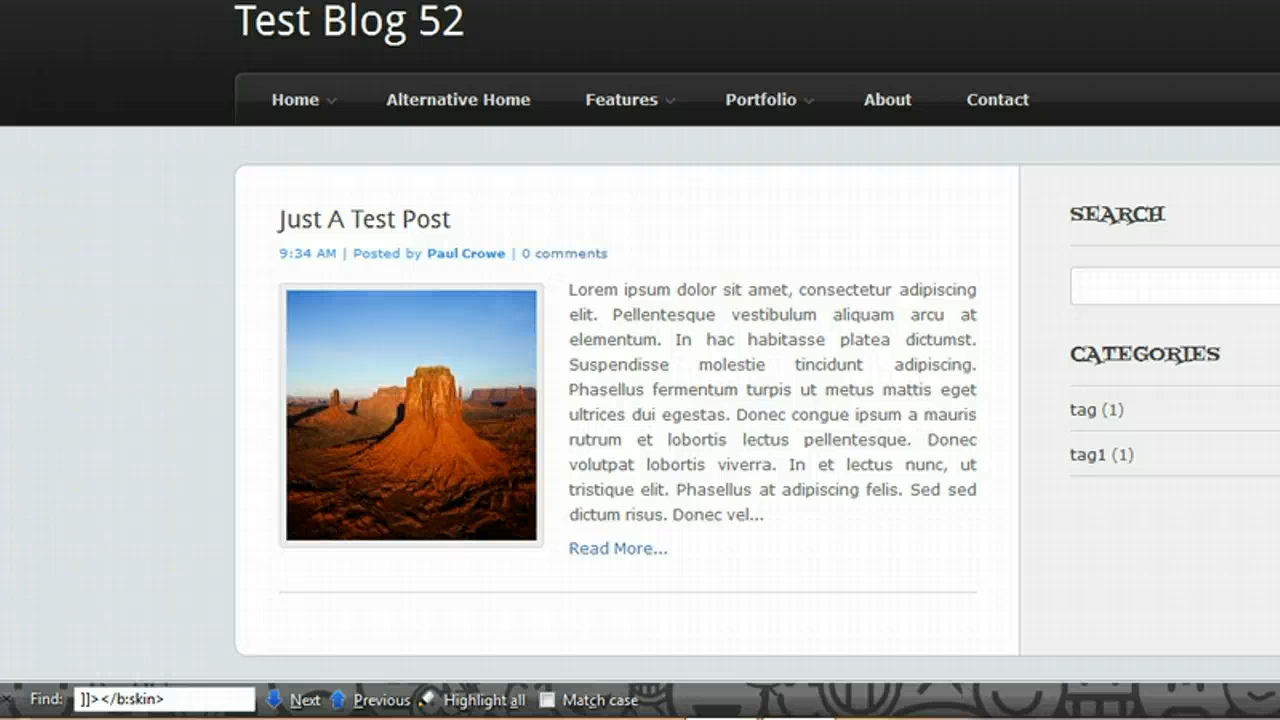 Test Blog 52
Home Alternative Home Features Portfolio About Contact
Just A Test Post
9:34 AM | Posted by Paul Crowe | 0 comments
Lorem ipsum dolor sit amet, consectetur adipiscing
elit. Pellentesque vestibulum aliquam arcu at
elementum. In hac habitasse platea dictumst.
Suspendisse molestie tincidunt adipiscing.
Phasellus fermentum turpis ut metus mattis eget
ultrices dui egestas. Donec congue ipsum a mauris
rutrum et lobortis lectus pellentesque. Donec
volutpat lobortis viverra. In et lectus nunc, ut
tristique elit. Phasellus at adipiscing felis. Sed sed
dictum risus. Donec vel...
Read More...
SEARCH
CATEGORIES
tag (1)
tag1 (1)
Find: ]]></b:skin> Next Previous Highlight all Match case